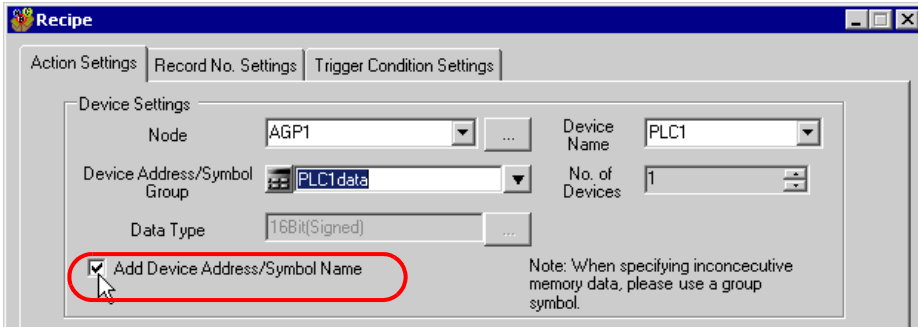 Recipe
Action Settings Record No. Settings Trigger Condition Settings
Device Settings
Node AGP1 ... Device Name PLC1
Device Address/Symbol Group PLC1data No. of Devices 1
Data Type 16Bit(Signed) ...
Add Device Address/Symbol Name
Note: When specifying inconcecutive
memory data, please use a group
symbol.